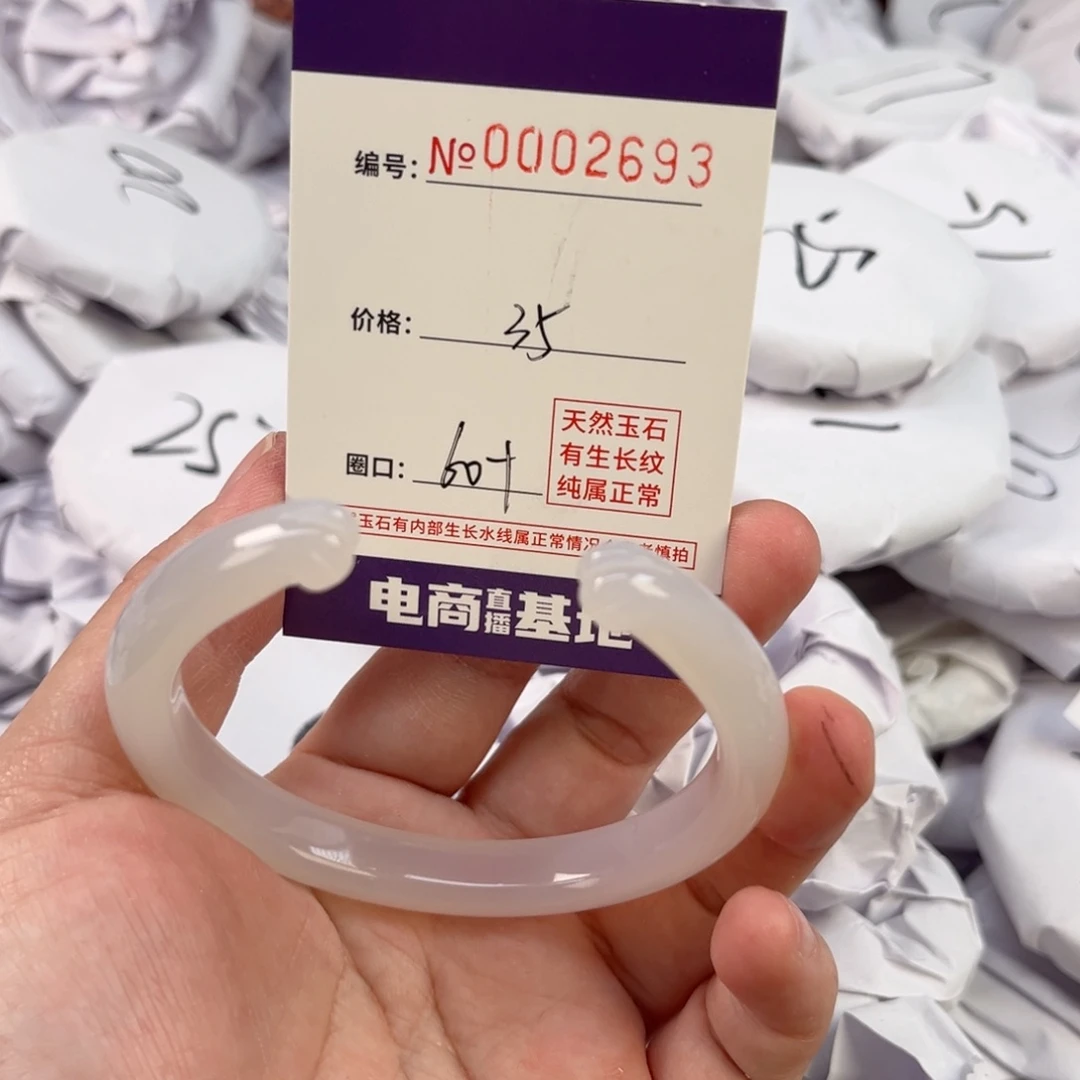 编号: №0002693
价格: 35
圈口: 60+
天然玉石
有生长纹
纯属正常
玉石有内部生长水线属正常情况
慎拍
电商直播基地
25